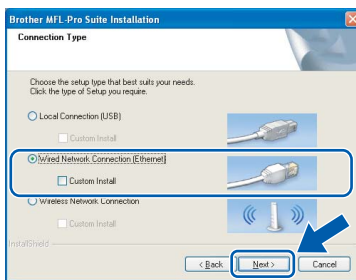 Brother MFL-Pro Suite Installation
Connection Type
Choose the setup type that best suits your needs.
Click the type of Setup you require.
Local Connection (USB)
Custom Install
Wired Network Connection (Ethernet)
Custom Install
Wireless Network Connection
Custom Install
InstallShield
< Back
Next >
Cancel